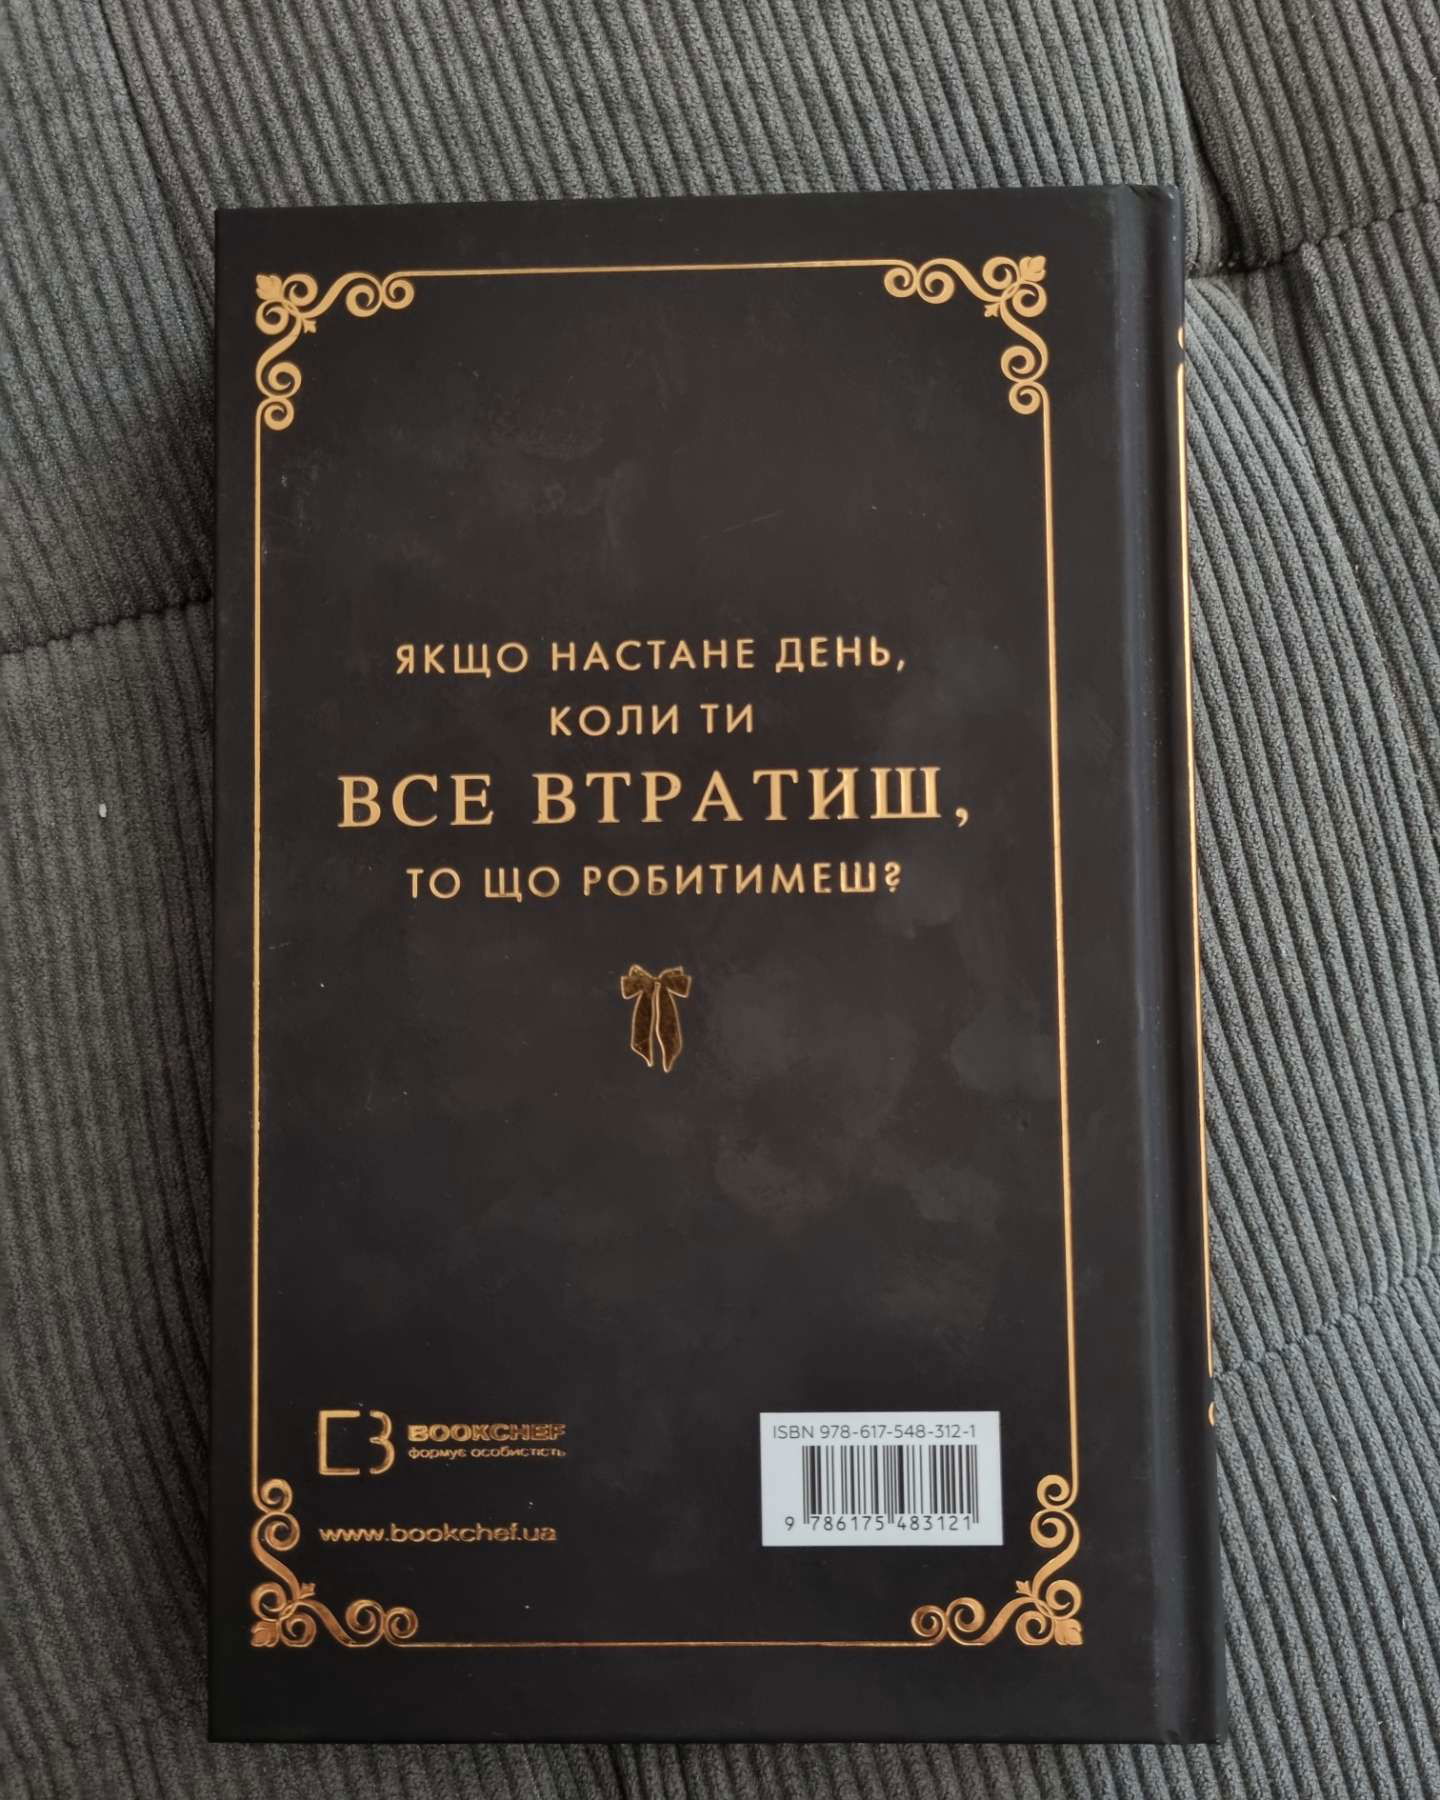 ЯКЩО НАСТАНЕ ДЕНЬ,
КОЛИ ТИ
ВСЕ ВТРАТИШ,
ТО ЩО РОБИТИМЕШ?
BOOKCHEF
формує особистість
www.bookchef.ua
ISBN 978-617-548-312-1
9 786175 483121